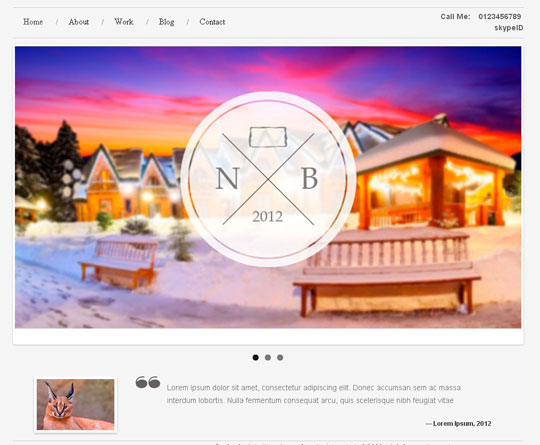 Home / About / Work / Blog / Contact
Call Me: 0123456789
skypeID
N B
2012
Lorem ipsum dolor sit amet, consectetur adipiscing elit. Donec accumsan sem ac massa
interdum lobortis. Nulla fermentum consequat arcu, quis scelerisque nibh feugiat vitae
— Lorem Ipsum, 2012